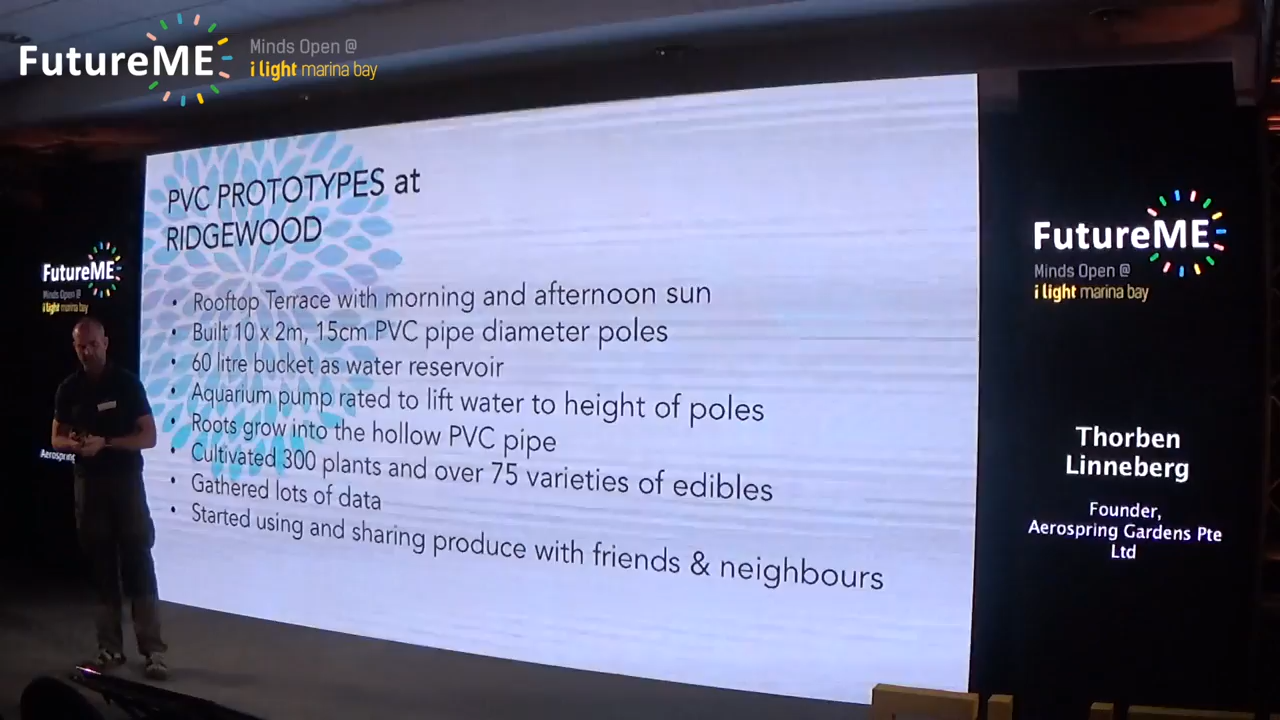 FutureME
Minds Open @
i light marina bay
PVC PROTOTYPES at
RIDGEWOOD
• Rooftop Terrace with morning and afternoon sun
• Built 10 x 2m, 15cm PVC pipe diameter poles
• 60 litre bucket as water reservoir
• Aquarium pump rated to lift water to height of poles
• Roots grow into the hollow PVC pipe
• Cultivated 300 plants and over 75 varieties of edibles
• Gathered lots of data
• Started using and sharing produce with friends & neighbours
FutureME
Minds Open @
i light marina bay
Aerospring
FutureME
Minds Open @
i light marina bay
Thorben
Linneberg
Founder,
Aerospring Gardens Pte
Ltd